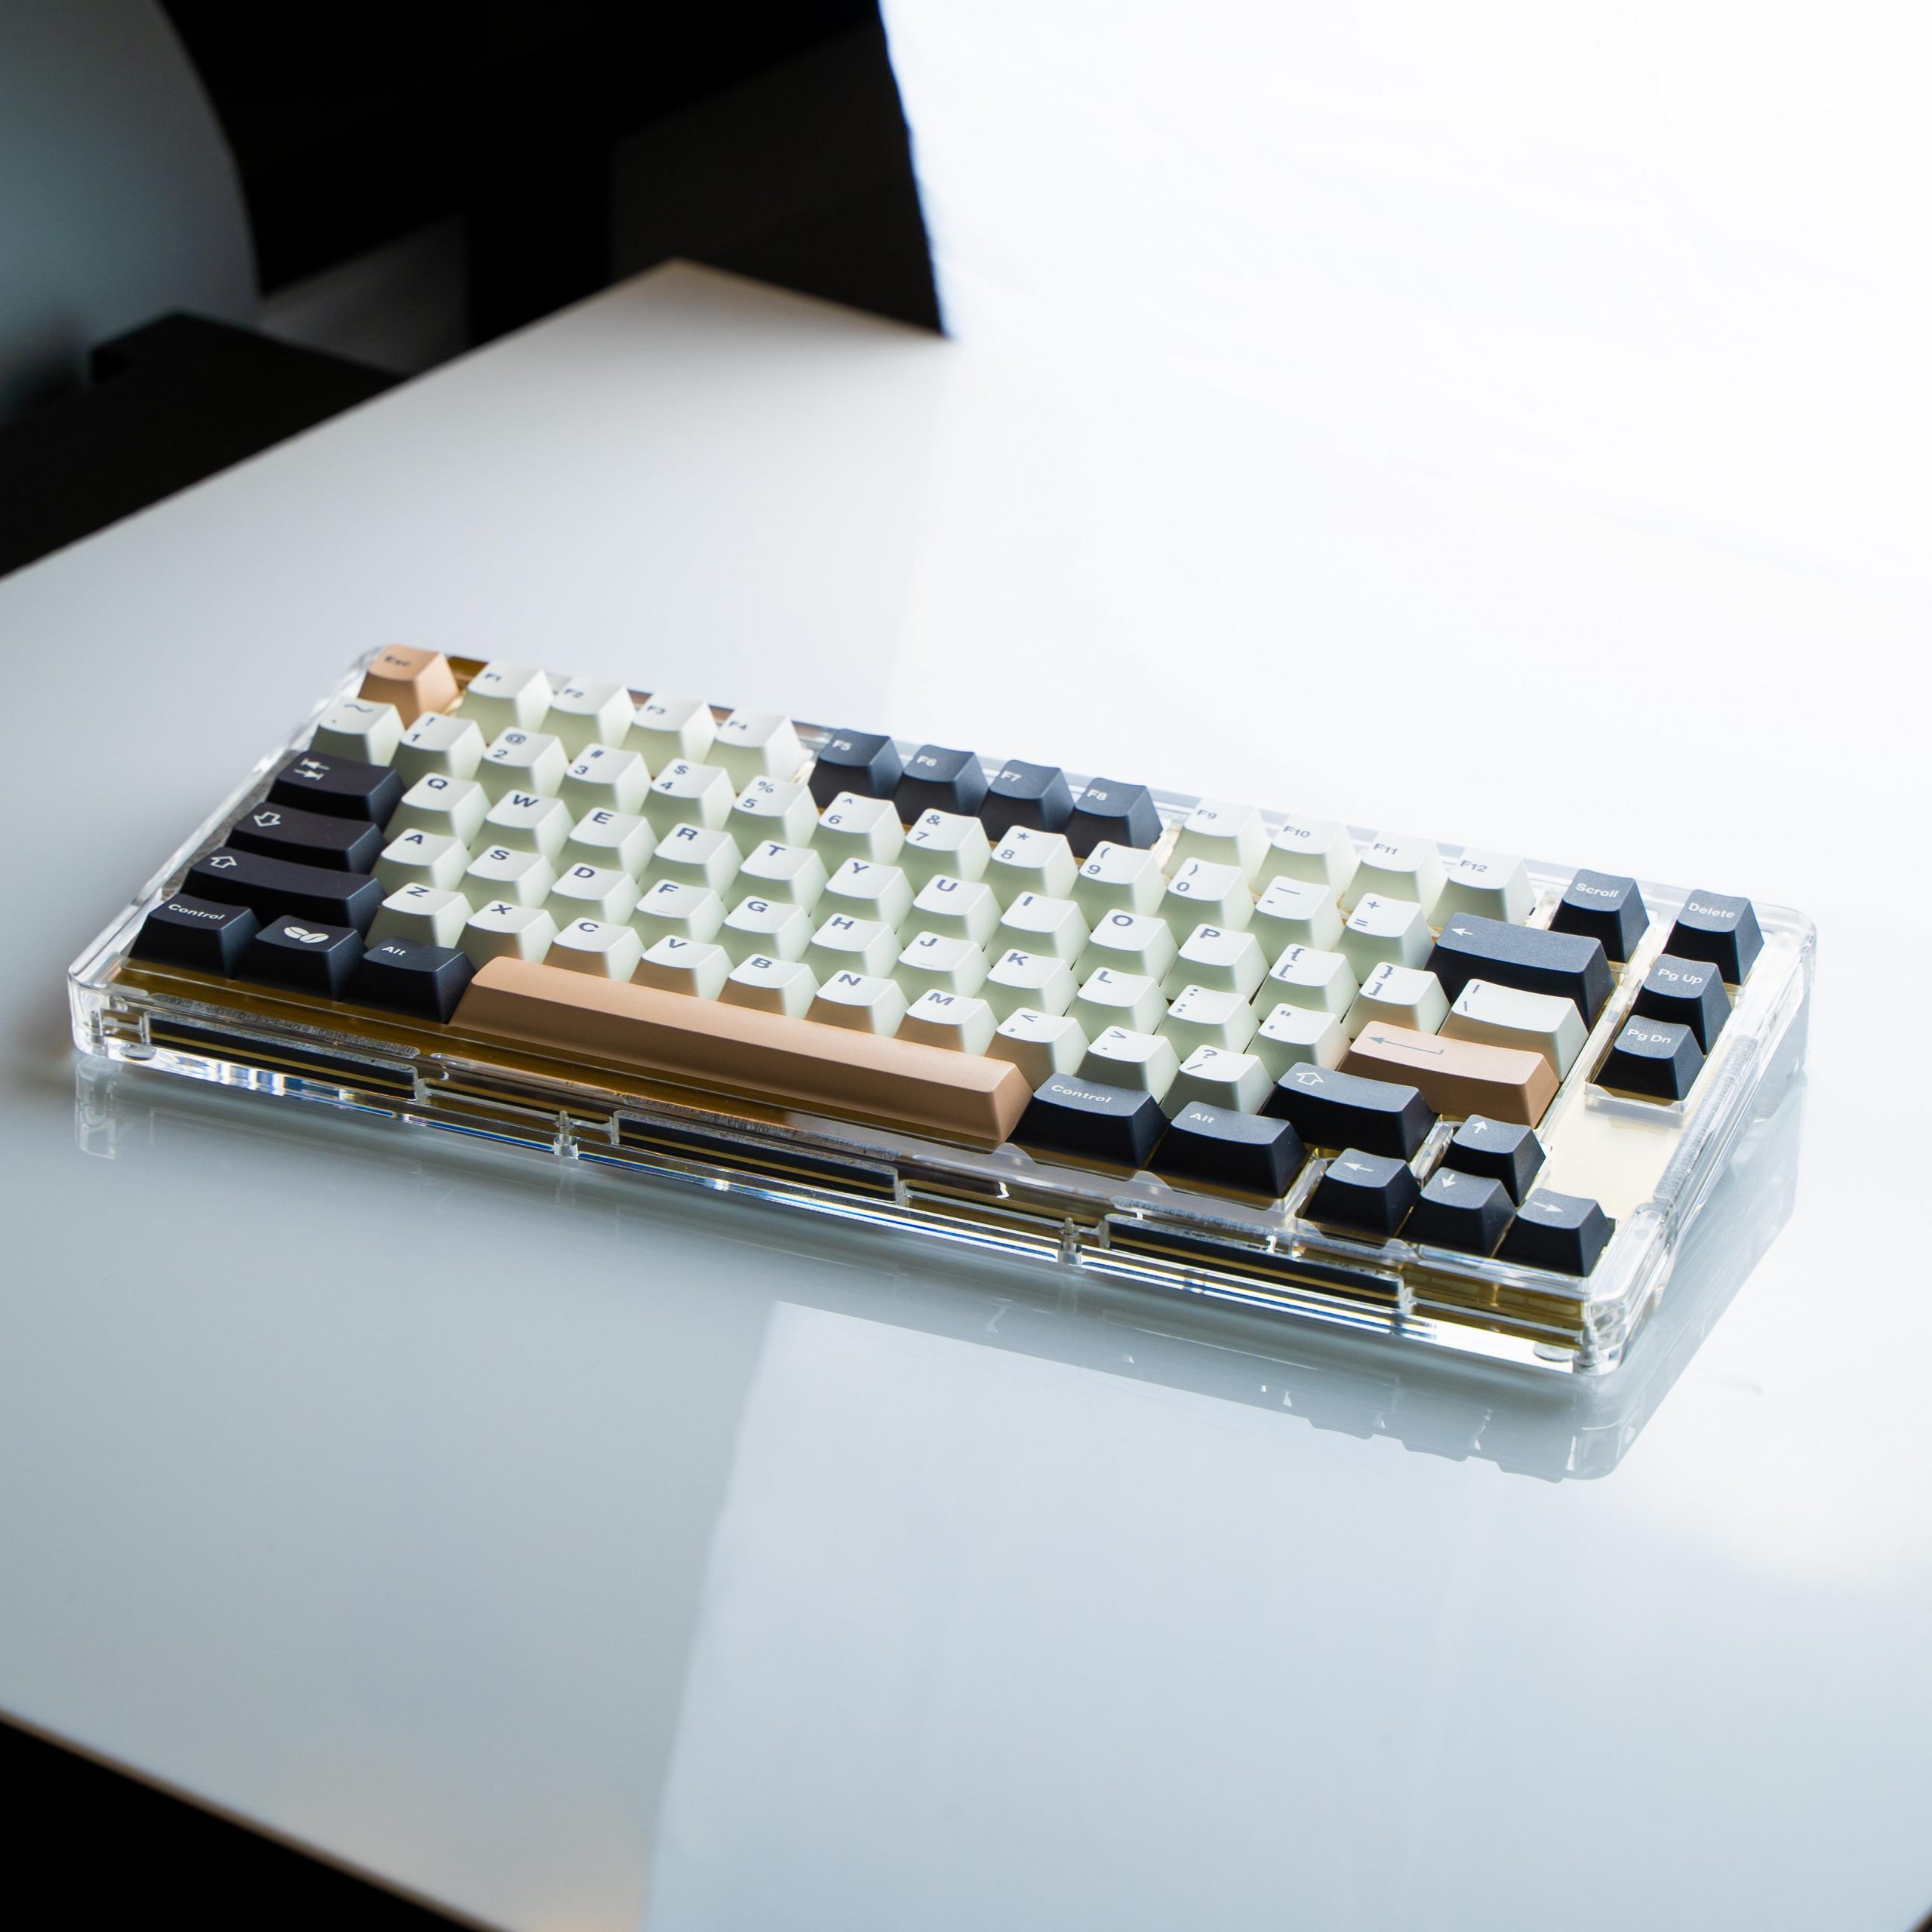 Esc F1 F2 F3 F4 F5 F6 F7 F8 F9 F10 F11 F12 Scroll Delete
~ ` ! 1 @ 2 # 3 $ 4 % 5 ^ 6 & 7 * 8 ( 9 ) 0 — - + = ← Pg Up
Q W E R T Y U I O P { [ } ] | \ Pg Dn
A S D F G H J K L : ; " '
Z X C V B N M < , > . ? / ↑
Control Alt Control Alt ← ↓ →